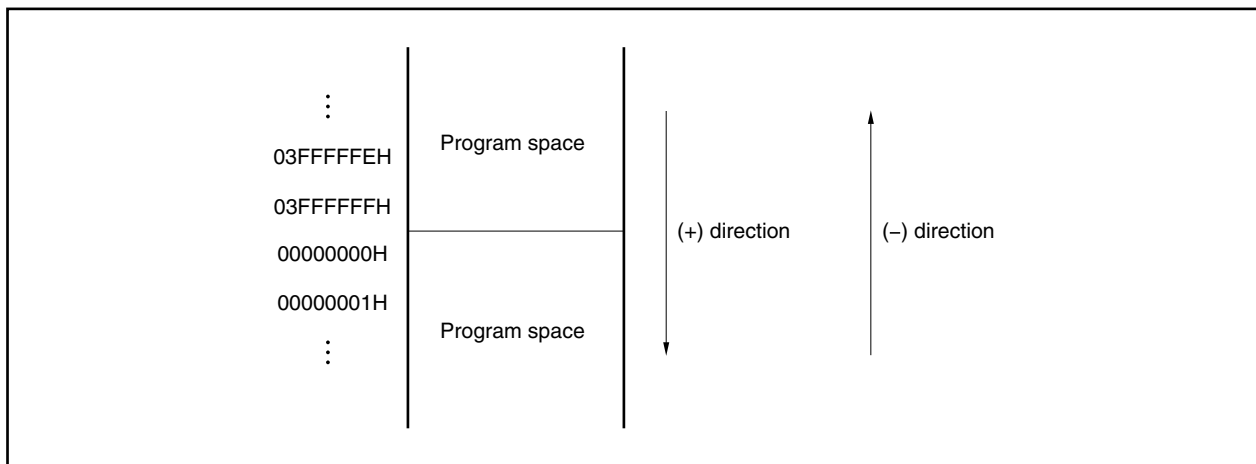 ⋮
03FFFFFEH
03FFFFFFH
00000000H
00000001H
⋮
Program space
Program space
(+) direction
(−) direction